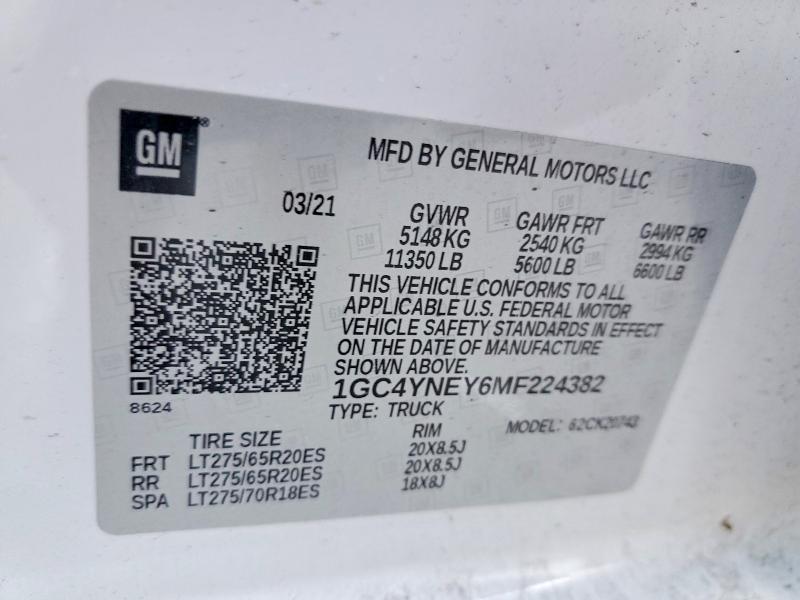 GM®
MFD BY GENERAL MOTORS LLC
03/21
GVWR GAWR FRT GAWR RR
5148 KG 2540 KG 2994 KG
11350 LB 5600 LB 6600 LB
THIS VEHICLE CONFORMS TO ALL
APPLICABLE U.S. FEDERAL MOTOR
VEHICLE SAFETY STANDARDS IN EFFECT
ON THE DATE OF MANUFACTURE
SHOWN ABOVE.
1GC4YNEY6MF224382
8624
TYPE: TRUCK MODEL: 62CK20743
TIRE SIZE RIM
FRT LT275/65R20ES 20X8.5J
RR LT275/65R20ES 20X8.5J
SPA LT275/70R18ES 18X8J